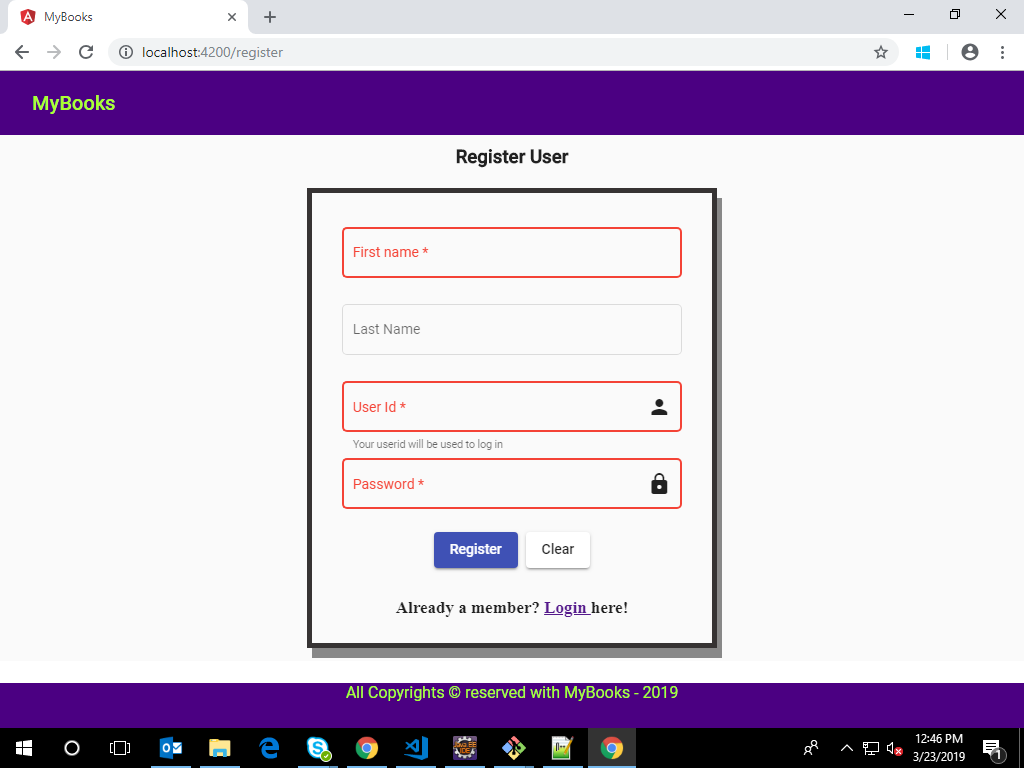 MyBooks
localhost:4200/register
MyBooks
Register User
First name *
Last Name
User Id *
Your userid will be used to log in
Password *
Register Clear
Already a member? Login here!
All Copyrights © reserved with MyBooks - 2019
12:46 PM
3/23/2019
1